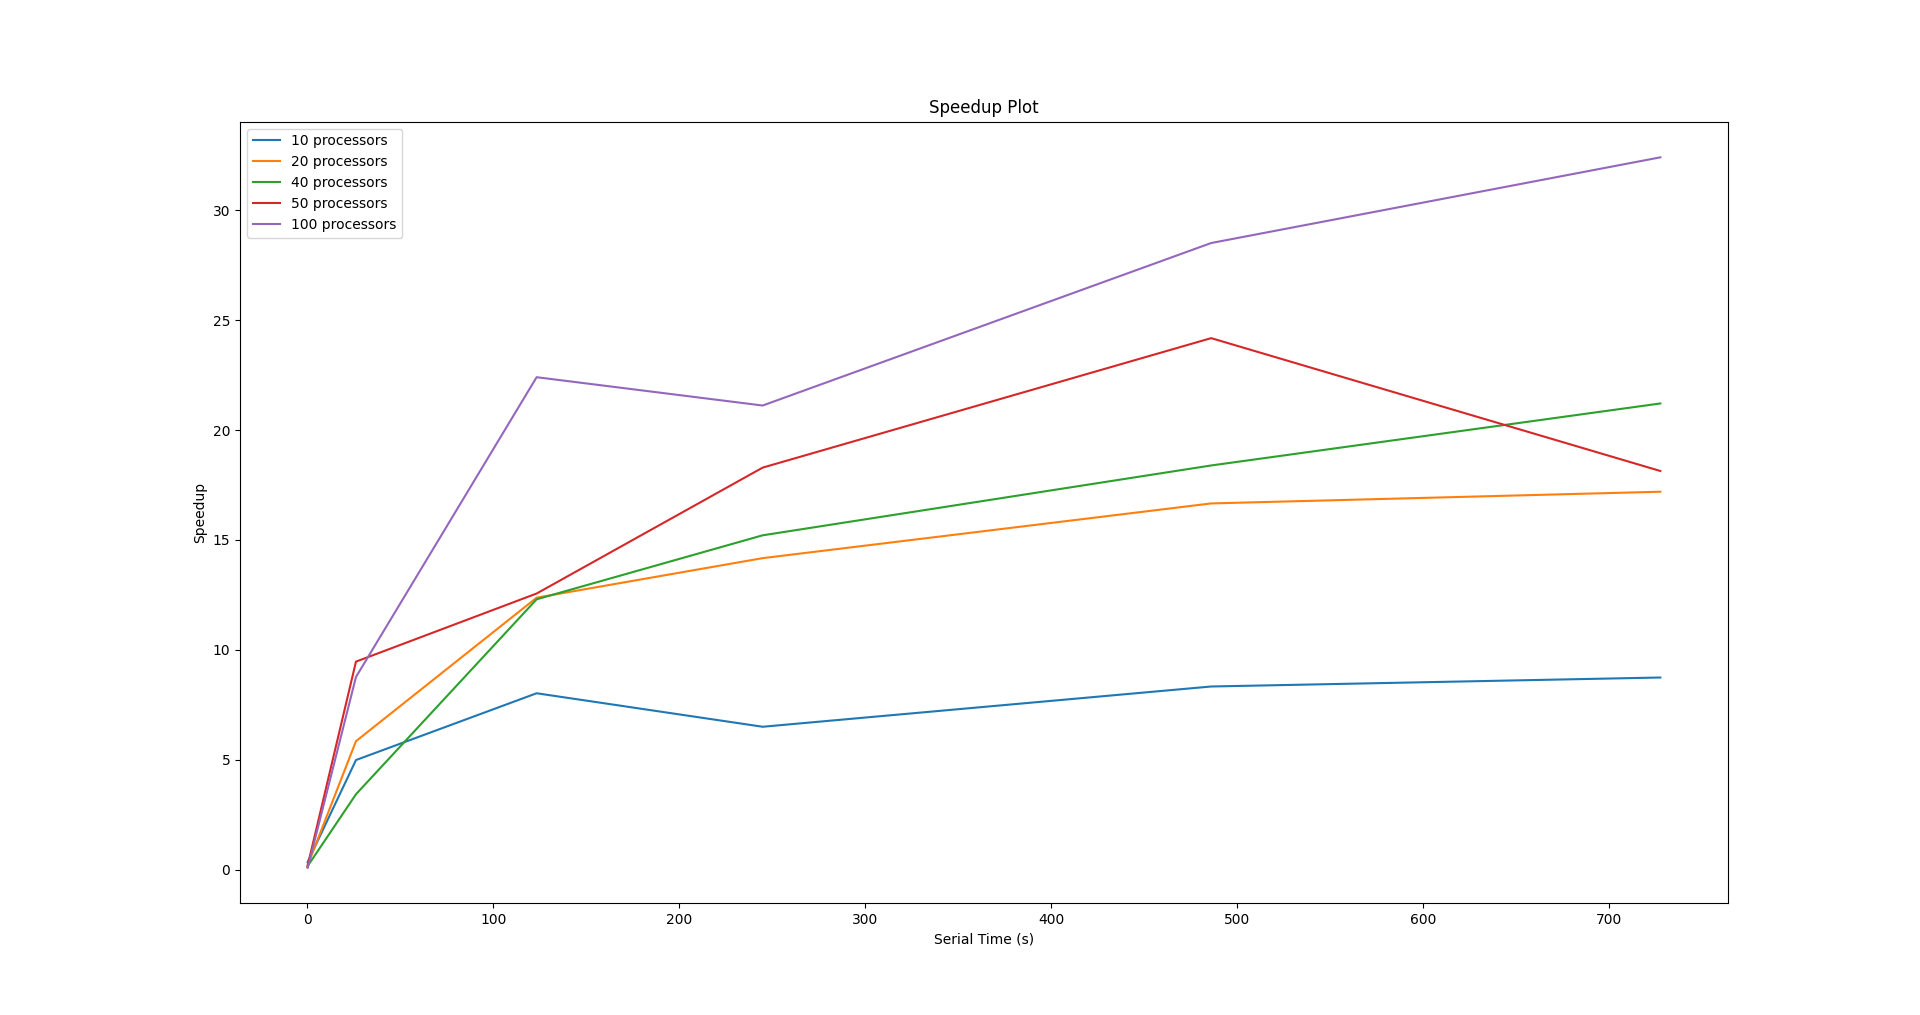 Speedup Plot
10 processors
20 processors
40 processors
50 processors
100 processors
30
25
20
15
10
5
0
Speedup
0 100 200 300 400 500 600 700
Serial Time (s)